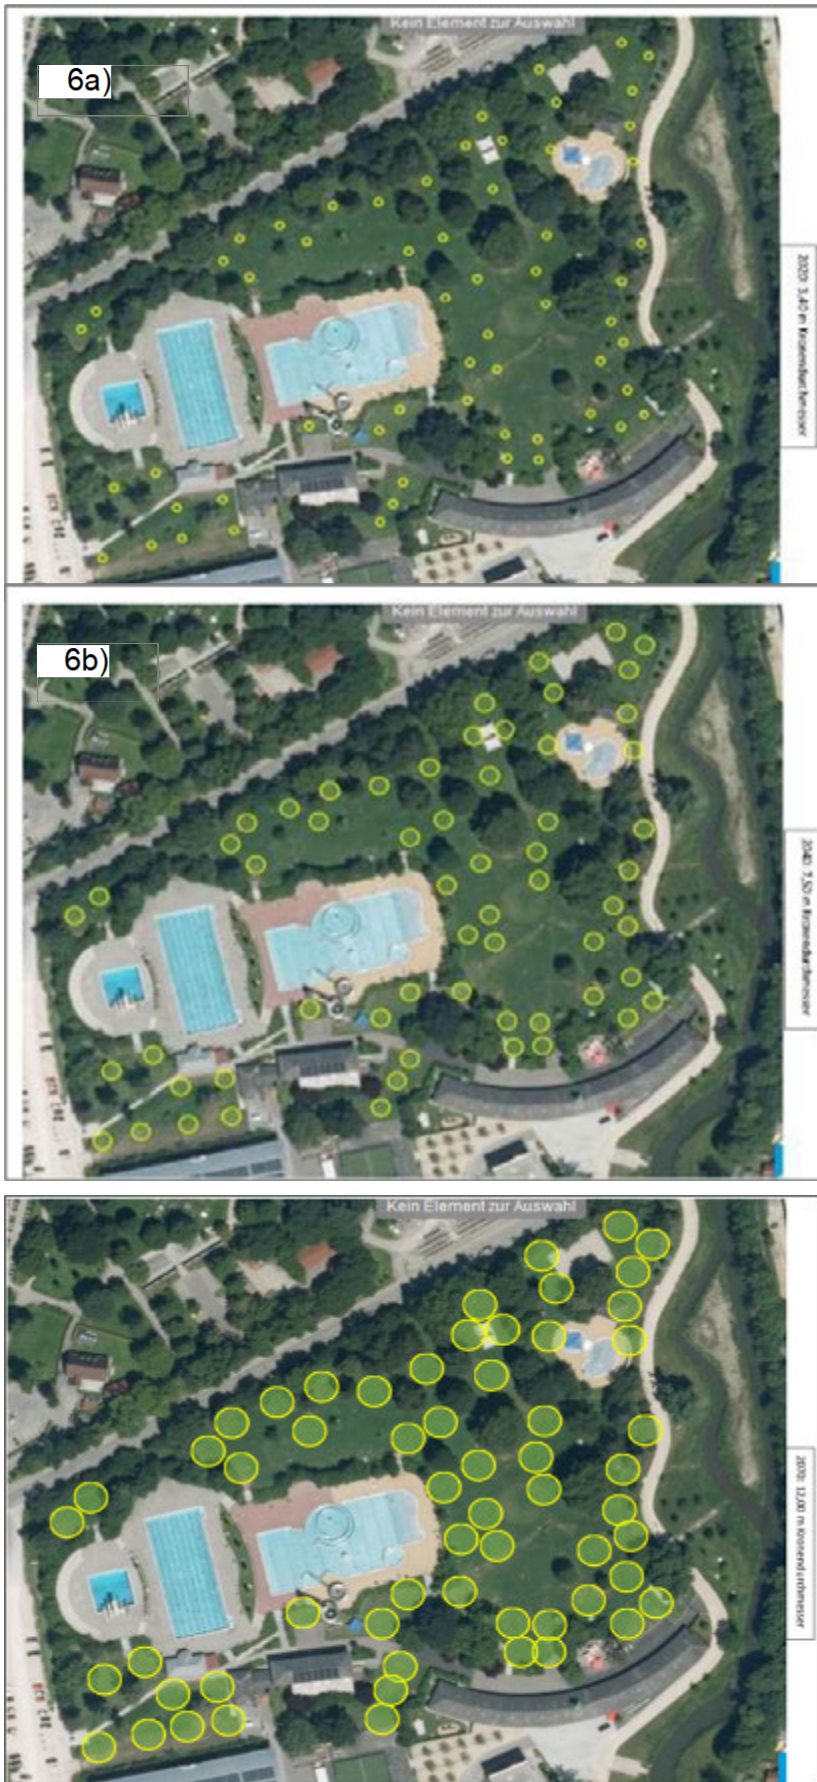 Kein Element zur Auswahl
6a)
2020: 3,40 m Kronendurchmesser
Kein Element zur Auswahl
6b)
2040: 7,50 m Kronendurchmesser
Kein Element zur Auswahl
2070: 12,00 m Kronendurchmesser